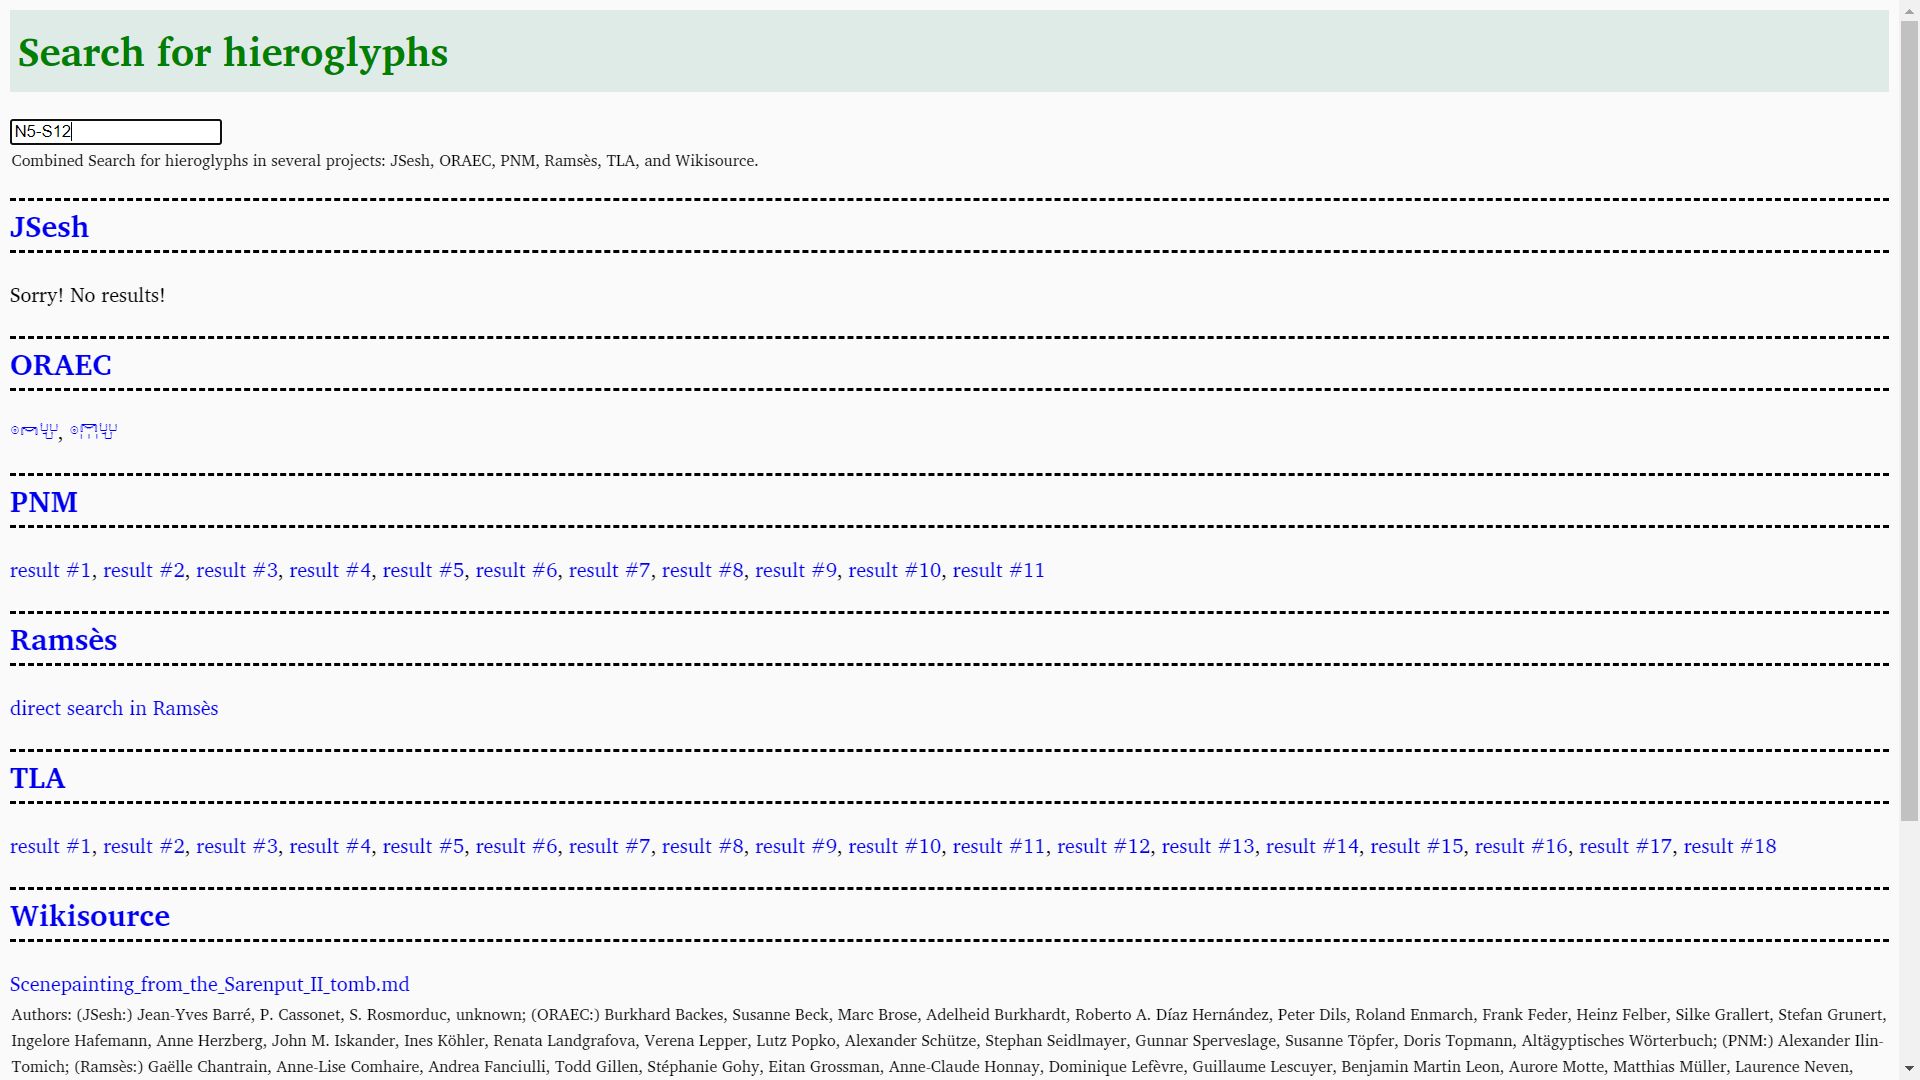 Search for hieroglyphs
N5-S12
Combined Search for hieroglyphs in several projects: JSesh, ORAEC, PNM, Ramsès, TLA, and Wikisource.
JSesh
Sorry! No results!
ORAEC
PNM
result #1, result #2, result #3, result #4, result #5, result #6, result #7, result #8, result #9, result #10, result #11
Ramsès
direct search in Ramsès
TLA
result #1, result #2, result #3, result #4, result #5, result #6, result #7, result #8, result #9, result #10, result #11, result #12, result #13, result #14, result #15, result #16, result #17, result #18
Wikisource
Scenepainting_from_the_Sarenput_II_tomb.md
Authors: (JSesh:) Jean-Yves Barré, P. Cassonet, S. Rosmorduc, unknown; (ORAEC:) Burkhard Backes, Susanne Beck, Marc Brose, Adelheid Burkhardt, Roberto A. Díaz Hernández, Peter Dils, Roland Enmarch, Frank Feder, Heinz Felber, Silke Grallert, Stefan Grunert,
Ingelore Hafemann, Anne Herzberg, John M. Iskander, Ines Köhler, Renata Landgrafova, Verena Lepper, Lutz Popko, Alexander Schütze, Stephan Seidlmayer, Gunnar Sperveslage, Susanne Töpfer, Doris Topmann, Altägyptisches Wörterbuch; (PNM:) Alexander Ilin-
Tomich; (Ramsès:) Gaëlle Chantrain, Anne-Lise Comhaire, Andrea Fanciulli, Todd Gillen, Stéphanie Gohy, Eitan Grossman, Anne-Claude Honnay, Dominique Lefèvre, Guillaume Lescuyer, Benjamin Martin Leon, Aurore Motte, Matthias Müller, Laurence Neven,